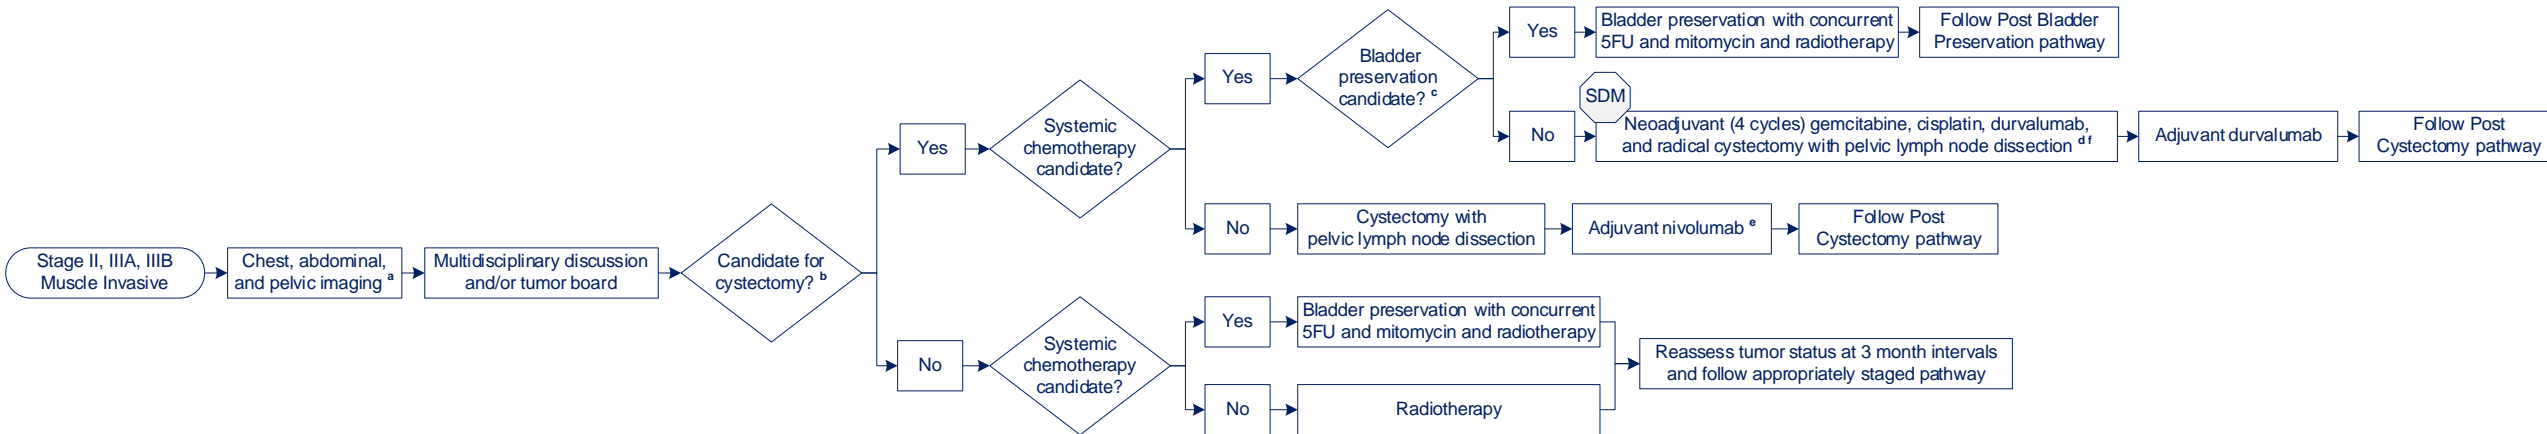 Stage II, IIIA, IIIB
Muscle Invasive
Chest, abdominal,
and pelvic imaging a
Multidisciplinary discussion
and/or tumor board
Candidate for
cystectomy? b
Yes
Systemic
chemotherapy
candidate?
Yes
Bladder
preservation
candidate? c
Yes
Bladder preservation with concurrent
5FU and mitomycin and radiotherapy
Follow Post Bladder
Preservation pathway
No
SDM
Neoadjuvant (4 cycles) gemcitabine, cisplatin, durvalumab,
and radical cystectomy with pelvic lymph node dissection d f
Adjuvant durvalumab
Follow Post
Cystectomy pathway
No
Cystectomy with
pelvic lymph node dissection
Adjuvant nivolumab e
Follow Post
Cystectomy pathway
No
Systemic
chemotherapy
candidate?
Yes
Bladder preservation with concurrent
5FU and mitomycin and radiotherapy
No
Radiotherapy
Reassess tumor status at 3 month intervals
and follow appropriately staged pathway